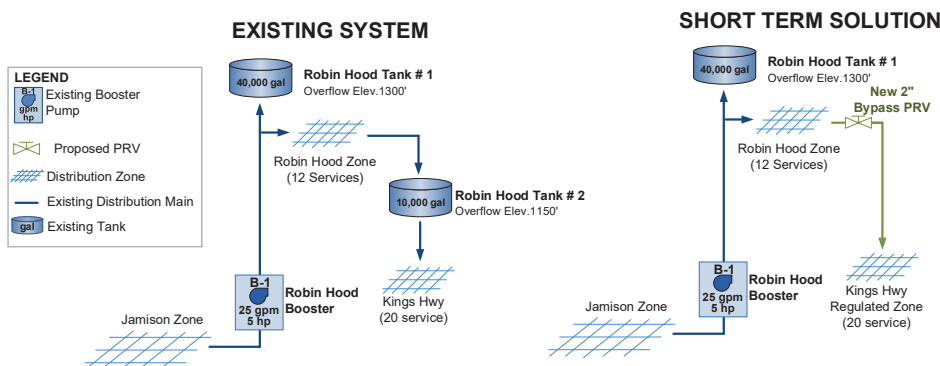 EXISTING SYSTEM
LEGEND
B-1
gpm
hp
Existing Booster
Pump
Proposed PRV
Distribution Zone
Existing Distribution Main
gal
Existing Tank
40,000 gal
Robin Hood Tank # 1
Overflow Elev.1300'
Robin Hood Zone
(12 Services)
10,000 gal
Robin Hood Tank # 2
Overflow Elev.1150'
B-1
25 gpm
5 hp
Robin Hood
Booster
Kings Hwy
(20 service)
Jamison Zone
SHORT TERM SOLUTION
40,000 gal
Robin Hood Tank # 1
Overflow Elev.1300'
New 2"
Bypass PRV
Robin Hood Zone
(12 Services)
B-1
25 gpm
5 hp
Robin Hood
Booster
Kings Hwy
Regulated Zone
(20 service)
Jamison Zone